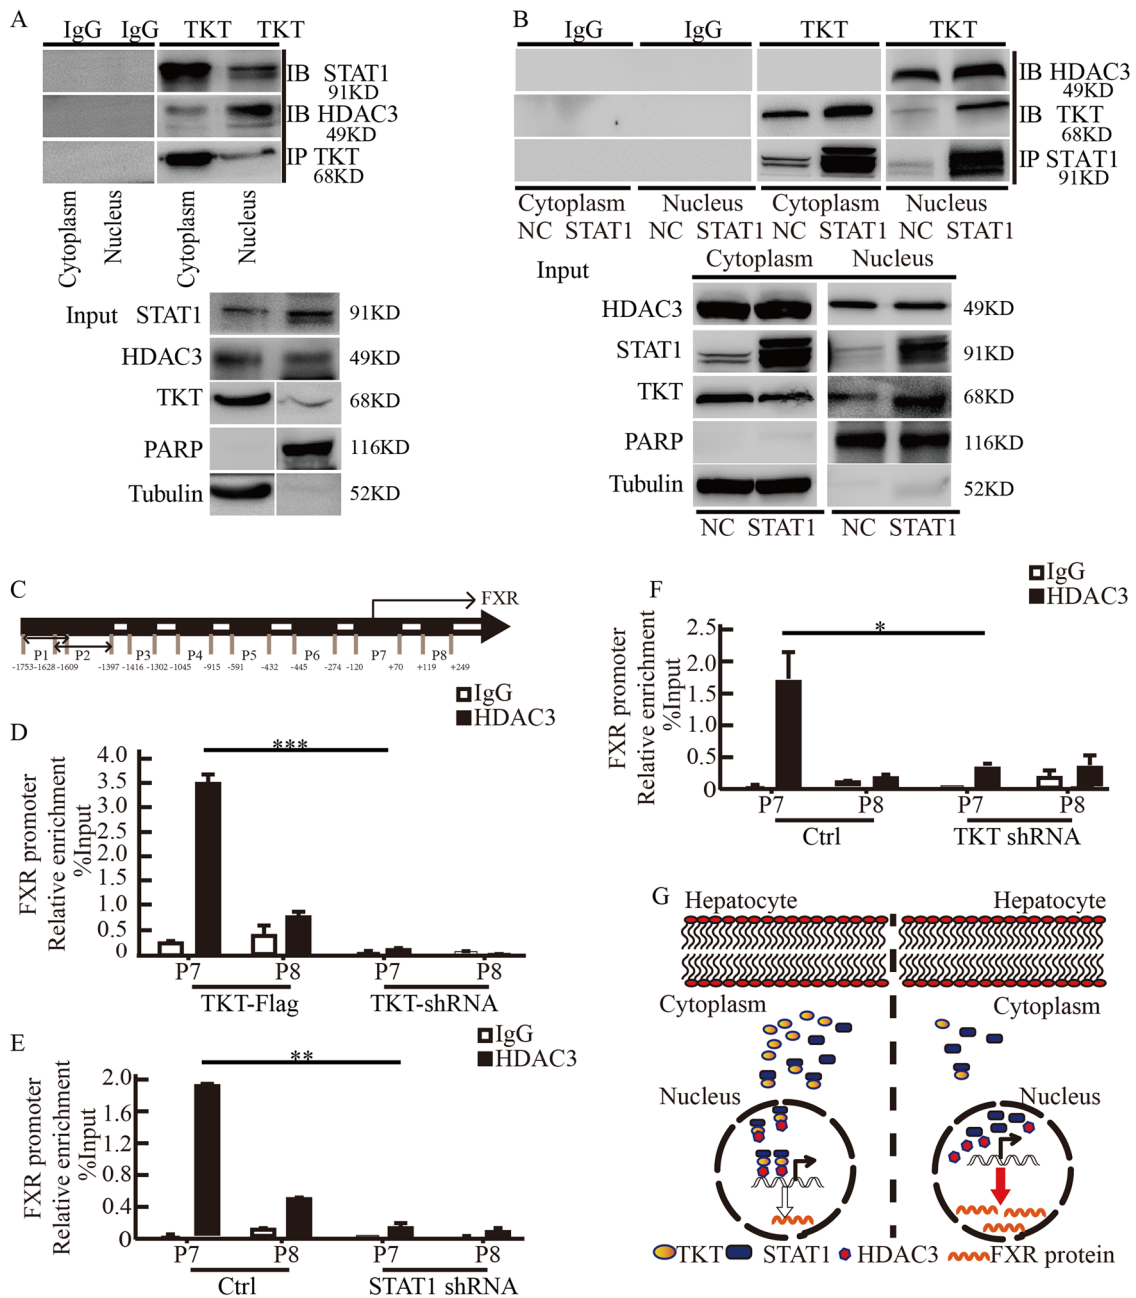 A
IgG IgG TKT TKT
IB STAT1
91KD
IB HDAC3
49KD
IP TKT
68KD
Cytoplasm
Nucleus
Cytoplasm
Nucleus
Input STAT1 91KD
HDAC3 49KD
TKT 68KD
PARP 116KD
Tubulin 52KD
B
IgG IgG TKT TKT
IB HDAC3
49KD
IB TKT
68KD
IP STAT1
91KD
Cytoplasm Nucleus Cytoplasm Nucleus
NC STAT1 NC STAT1 NC STAT1 NC STAT1
Input
Cytoplasm Nucleus
HDAC3 49KD
STAT1 91KD
TKT 68KD
PARP 116KD
Tubulin 52KD
NC STAT1 NC STAT1
C
FXR
P1 P2 P3 P4 P5 P6 P7 P8
-1753 -1628 -1609 -1397 -1416 -1302 -1045 -915 -591 -432 -445 -274 -120 +70 +119 +249
D
IgG
HDAC3
FXR promoter
Relative enrichment
%Input
4.0
3.5
3.0
2.5
2.0
1.5
1.0
0.5
0
***
P7 P8 P7 P8
TKT-Flag TKT-shRNA
E
IgG
HDAC3
FXR promoter
Relative enrichment
%Input
2.0
1.6
1.2
0.8
0.4
0
**
P7 P8 P7 P8
Ctrl STAT1 shRNA
F
IgG
HDAC3
FXR promoter
Relative enrichment
%Input
2.5
2.0
1.5
1.0
0.5
0
*
P7 P8 P7 P8
Ctrl TKT shRNA
G
Hepatocyte Hepatocyte
Cytoplasm Cytoplasm
Nucleus Nucleus
TKT STAT1 HDAC3 FXR protein